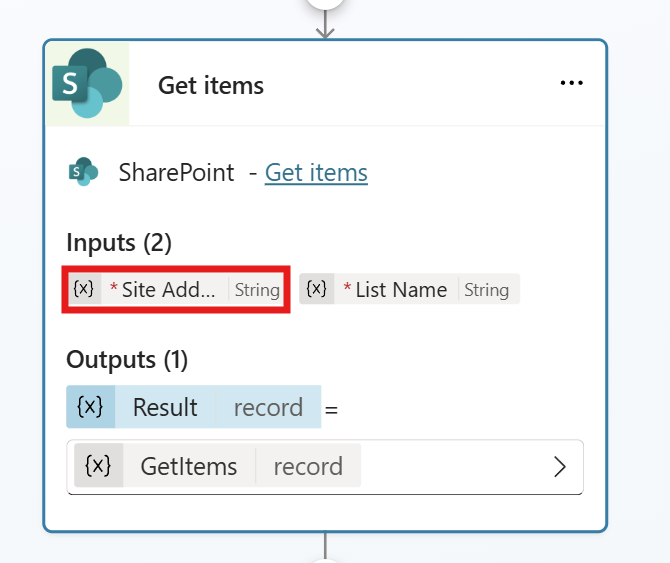 S Get items ...
S SharePoint - Get items
Inputs (2)
{x} *Site Add... String {x} *List Name String
Outputs (1)
{x} Result record =
{x} GetItems record